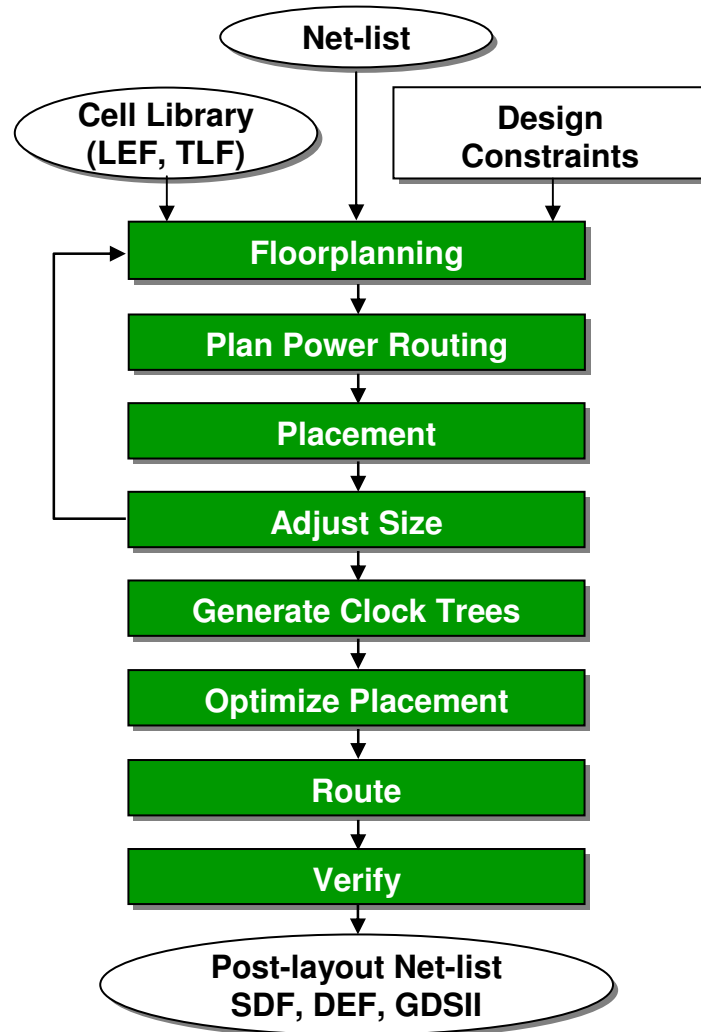 Net-list
Cell Library
(LEF, TLF)
Design
Constraints
Floorplanning
Plan Power Routing
Placement
Adjust Size
Generate Clock Trees
Optimize Placement
Route
Verify
Post-layout Net-list
SDF, DEF, GDSII